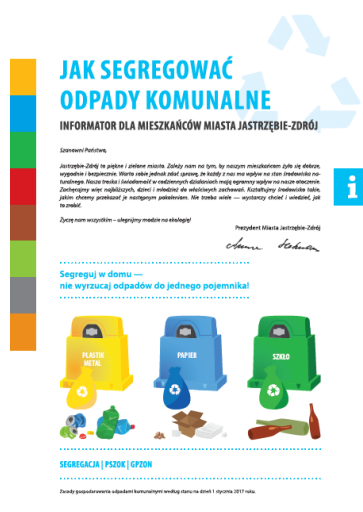 JAK SEGREGOWAĆ
ODPADY KOMUNALNE
INFORMATOR DLA MIESZKAŃCÓW MIASTA JASTRZĘBIE-ZDRÓJ
Szanowni Państwo,
Jastrzębie-Zdrój to piękne i zielone miasto. Zależy nam na tym, by naszym mieszkańcom żyło się dobrze,
wygodnie i bezpiecznie. Warto robić jednak zdać sprawę, że każdy z nas ma wpływ na stan środowiska na-
turalnego. Nasza troska i świadomość w codziennych działaniach mają ogromny wpływ na nasze otoczenie.
Zachęcajmy więc najbliższych, dzieci i młodzież do właściwych zachowań. Kształtujmy środowisko takie,
jakim chcemy przekazać je następnym pokoleniom. Nie trzeba wiele — wystarczy chcieć i wiedzieć, jak
to zrobić.
Życzę nam wszystkim – ulegnijmy modzie na ekologię!
Prezydent Miasta Jastrzębie-Zdrój
i
Segreguj w domu —
nie wyrzucaj odpadów do jednego pojemnika!
PLASTIK
METAL
PAPIER
SZKŁO
SEGREGACJA | PSZOK | GPZON
Zasady gospodarowania odpadami komunalnymi według stanu na dzień 1 stycznia 2017 roku.